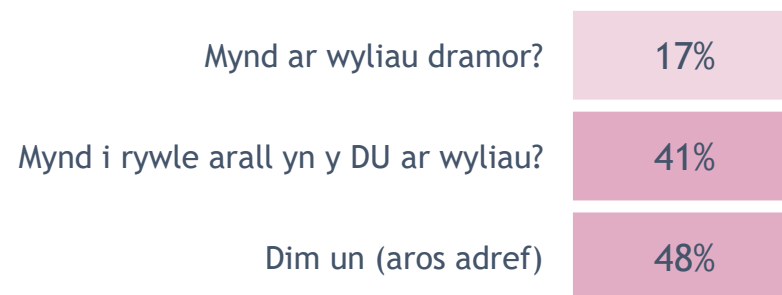 Mynd ar wyliau dramor? 17%
Mynd i rywle arall yn y DU ar wyliau? 41%
Dim un (aros adref) 48%